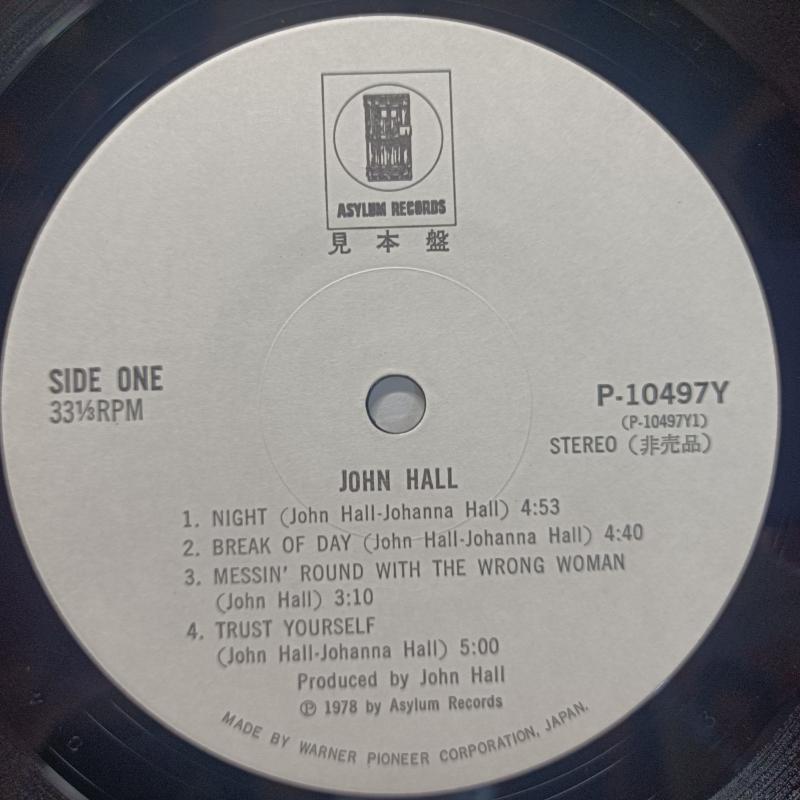 ASYLUM RECORDS
見本盤
SIDE ONE
33⅓RPM
P-10497Y
(P-10497Y1)
STEREO (非売品)
JOHN HALL
1. NIGHT (John Hall-Johanna Hall) 4:53
2. BREAK OF DAY (John Hall-Johanna Hall) 4:40
3. MESSIN' ROUND WITH THE WRONG WOMAN
(John Hall) 3:10
4. TRUST YOURSELF
(John Hall-Johanna Hall) 5:00
Produced by John Hall
℗ 1978 by Asylum Records
MADE BY WARNER PIONEER CORPORATION, JAPAN.